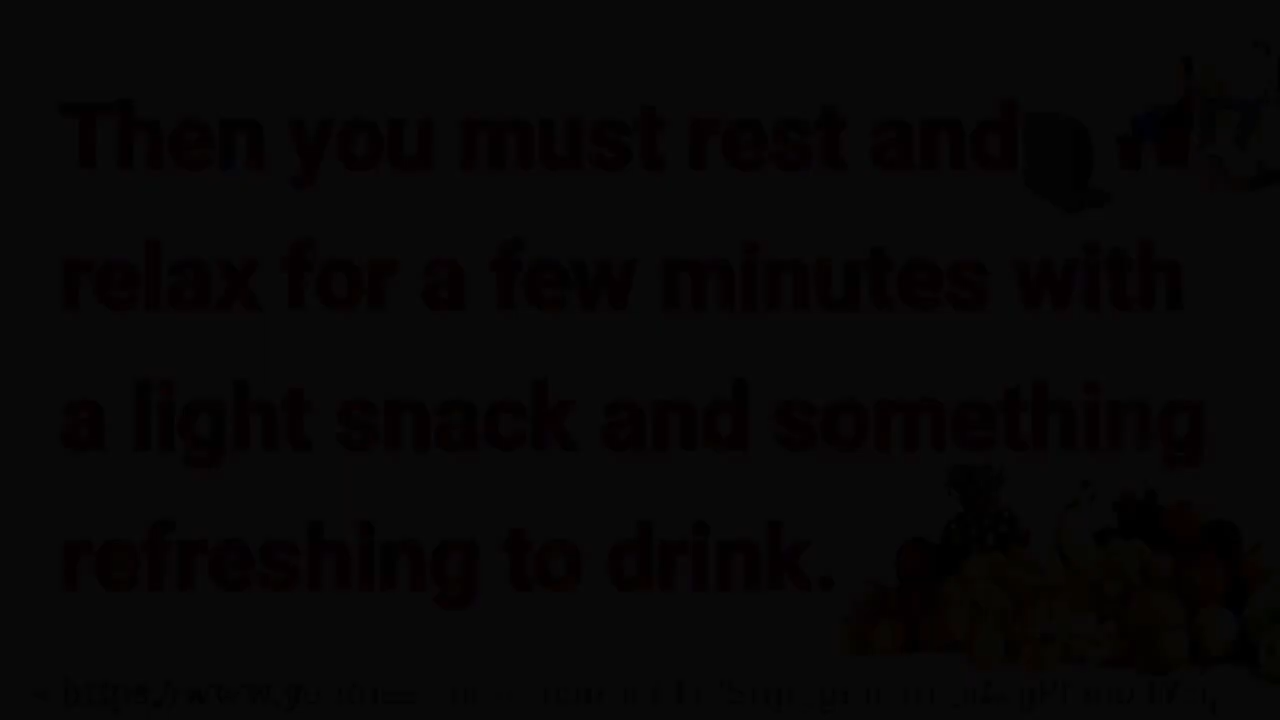 Then you must rest and
relax for a few minutes with
a light snack and something
refreshing to drink.